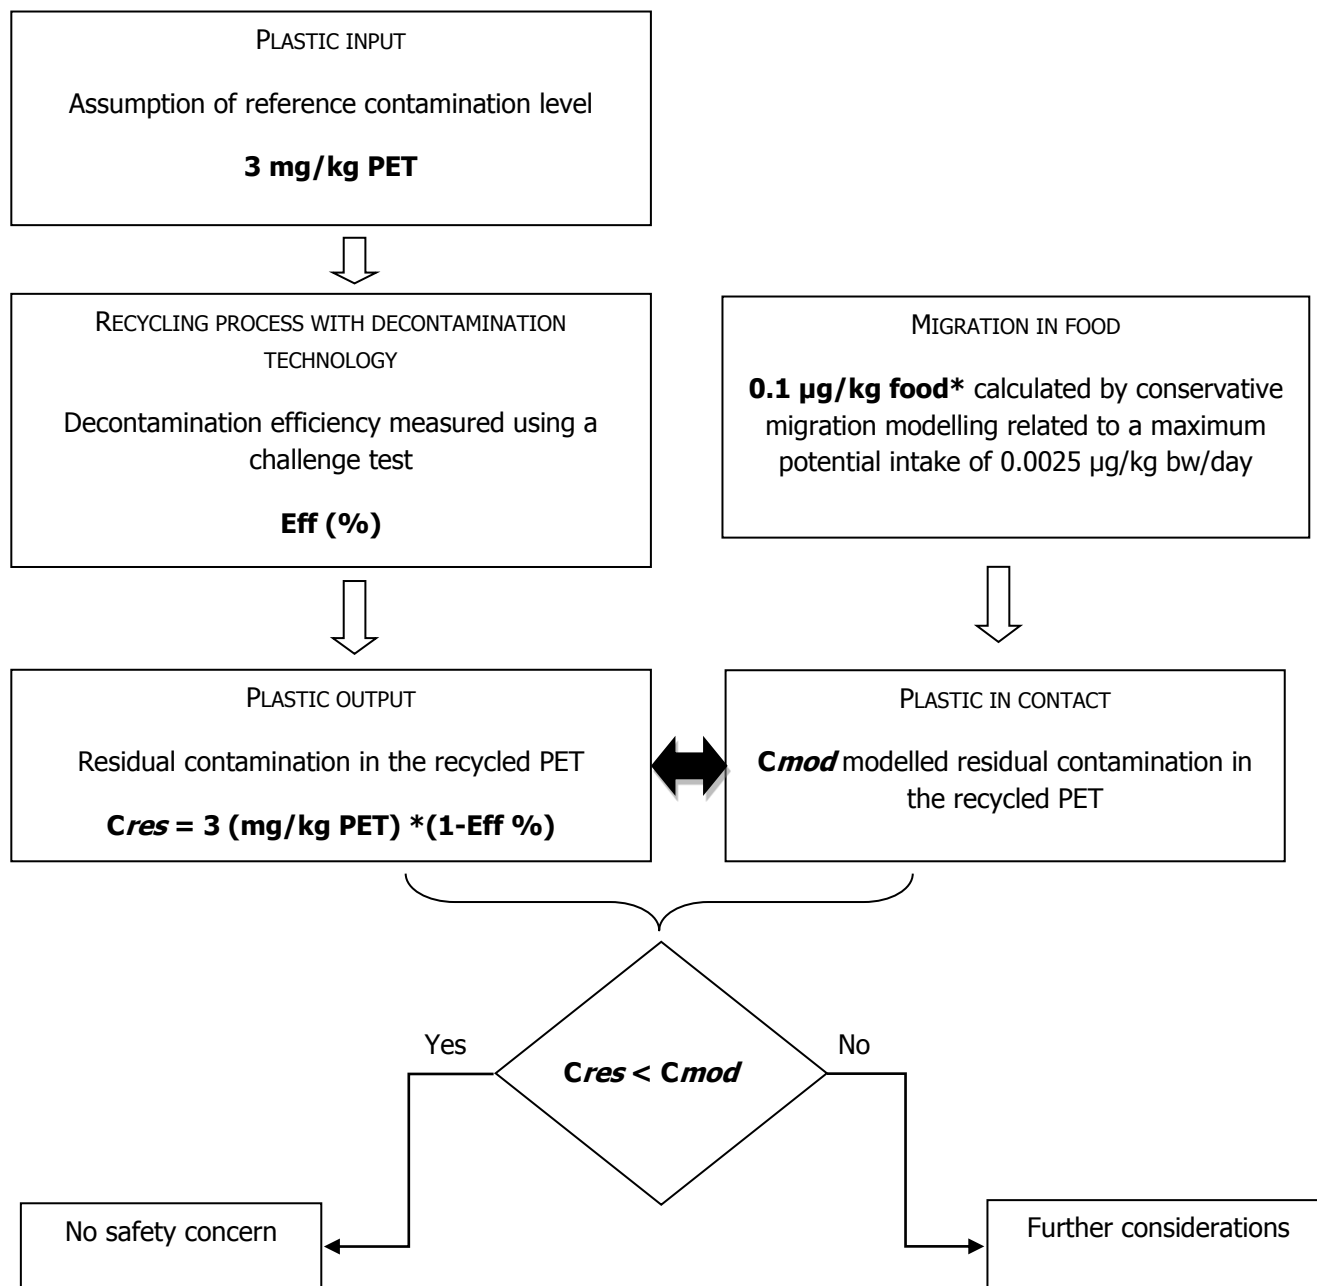 PLASTIC INPUT
Assumption of reference contamination level
3 mg/kg PET
RECYCLING PROCESS WITH DECONTAMINATION
TECHNOLOGY
Decontamination efficiency measured using a
challenge test
Eff (%)
MIGRATION IN FOOD
0.1 µg/kg food* calculated by conservative
migration modelling related to a maximum
potential intake of 0.0025 µg/kg bw/day
PLASTIC OUTPUT
Residual contamination in the recycled PET
Cres = 3 (mg/kg PET) *(1-Eff %)
PLASTIC IN CONTACT
Cmod modelled residual contamination in
the recycled PET
Yes
No
Cres < Cmod
No safety concern
Further considerations